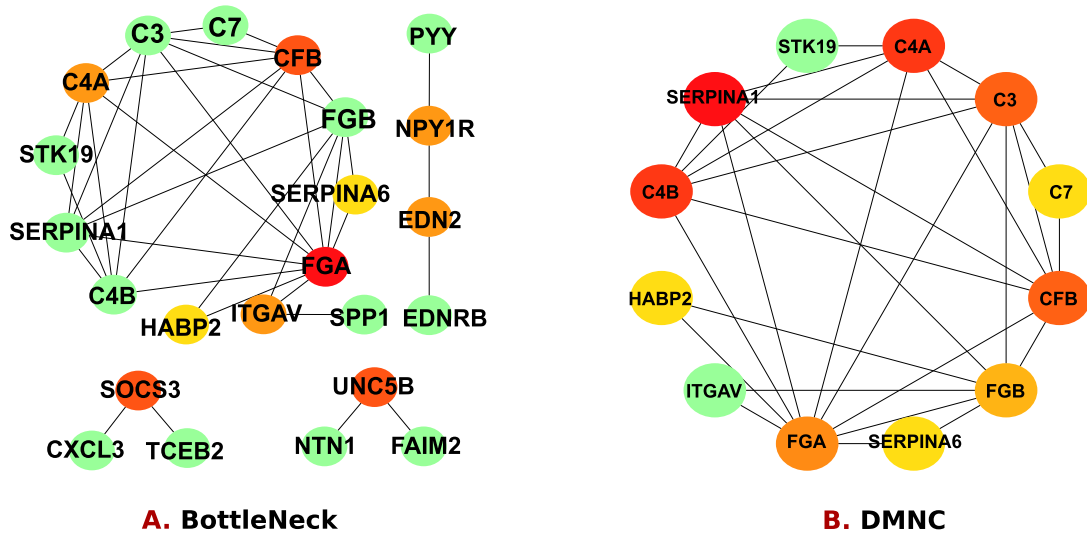 C3
C7
CFB
C4A
FGB
STK19
SERPINA6
SERPINA1
FGA
C4B
HABP2
ITGAV
SPP1
PYY
NPY1R
EDN2
EDNRB
SOCS3
CXCL3
TCEB2
UNC5B
NTN1
FAIM2
A. BottleNeck
STK19
C4A
SERPINA1
C3
C4B
C7
HABP2
CFB
ITGAV
FGB
FGA
SERPINA6
B. DMNC